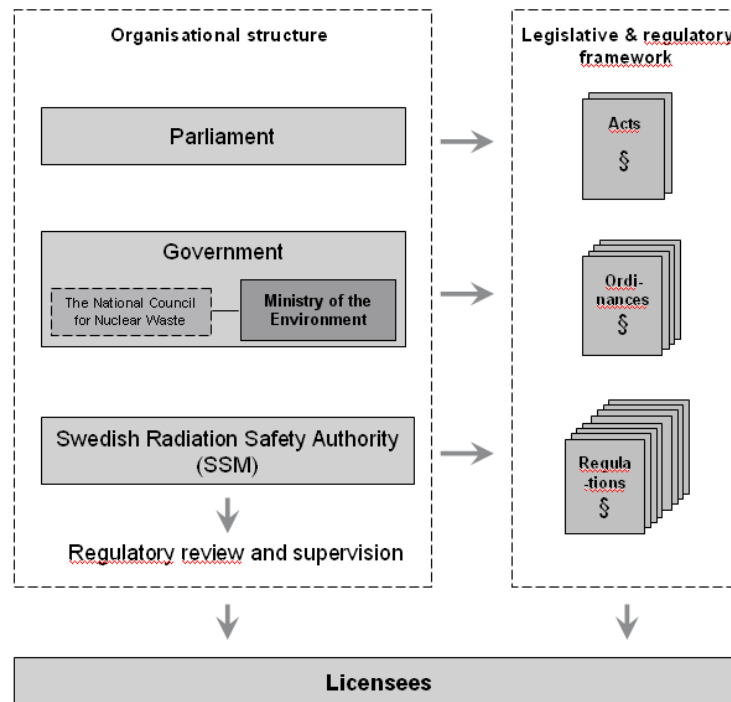 Organisational structure
Legislative & regulatory
framework
Parliament
Acts
§
Government
The National Council
for Nuclear Waste
Ministry of the
Environment
Ordi-
nances
§
Swedish Radiation Safety Authority
(SSM)
Regula
-tions
§
Regulatory review and supervision
Licensees